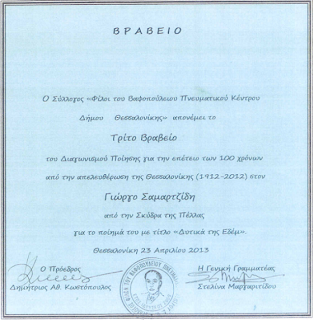 ΒΡΑΒΕΙΟ
Ο Σύλλογος «Φίλοι του Βαφοπούλειου Πνευματικού Κέντρου
Δήμου Θεσσαλονίκης» απονέμει το
Τρίτο Βραβείο
του Διαγωνισμού Ποίησης για την επέτειο των 100 χρόνων
από την απελευθέρωση της Θεσσαλονίκης (1912-2012) στον
Γιώργο Σαμαρτζίδη
από την Σκύδρα της Πέλλας
για το ποίημά του με τίτλο «Δυτικά της Εδέμ».
Θεσσαλονίκη 23 Απριλίου 2013
Ο Πρόεδρος
Η Γενική Γραμματέας
Δημήτριος Αθ. Κωστόπουλος
Στελίνα Μαργαριτίδου